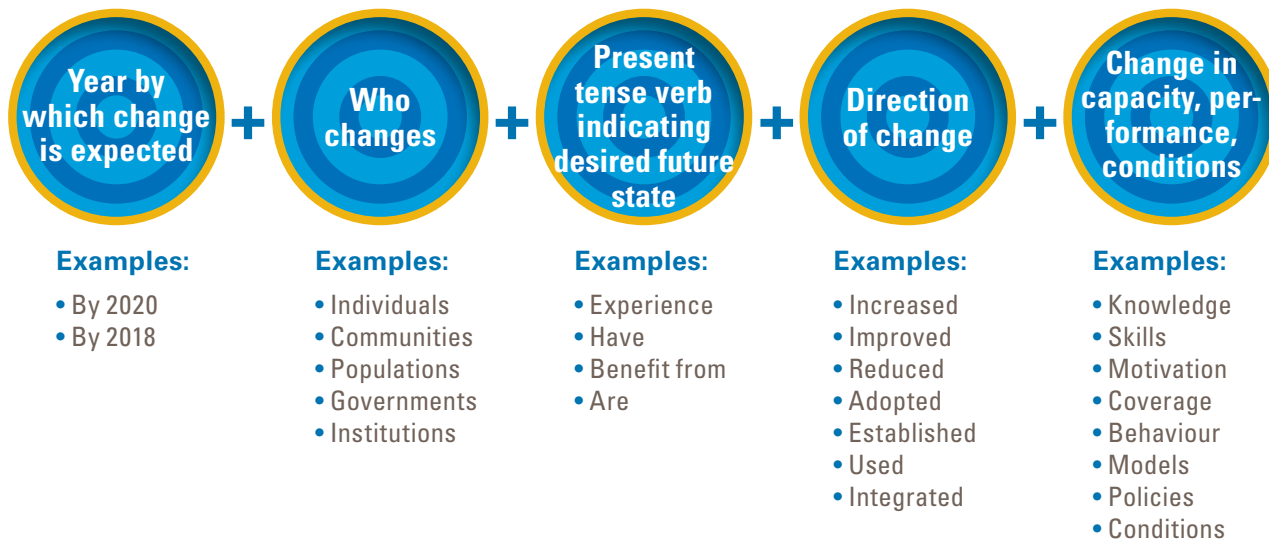 Year by
which change
is expected
+
Who
changes
+
Present
tense verb
indicating
desired future
state
+
Direction
of change
+
Change in
capacity, per-
formance,
conditions
Examples:
• By 2020
• By 2018
Examples:
• Individuals
• Communities
• Populations
• Governments
• Institutions
Examples:
• Experience
• Have
• Benefit from
• Are
Examples:
• Increased
• Improved
• Reduced
• Adopted
• Established
• Used
• Integrated
Examples:
• Knowledge
• Skills
• Motivation
• Coverage
• Behaviour
• Models
• Policies
• Conditions